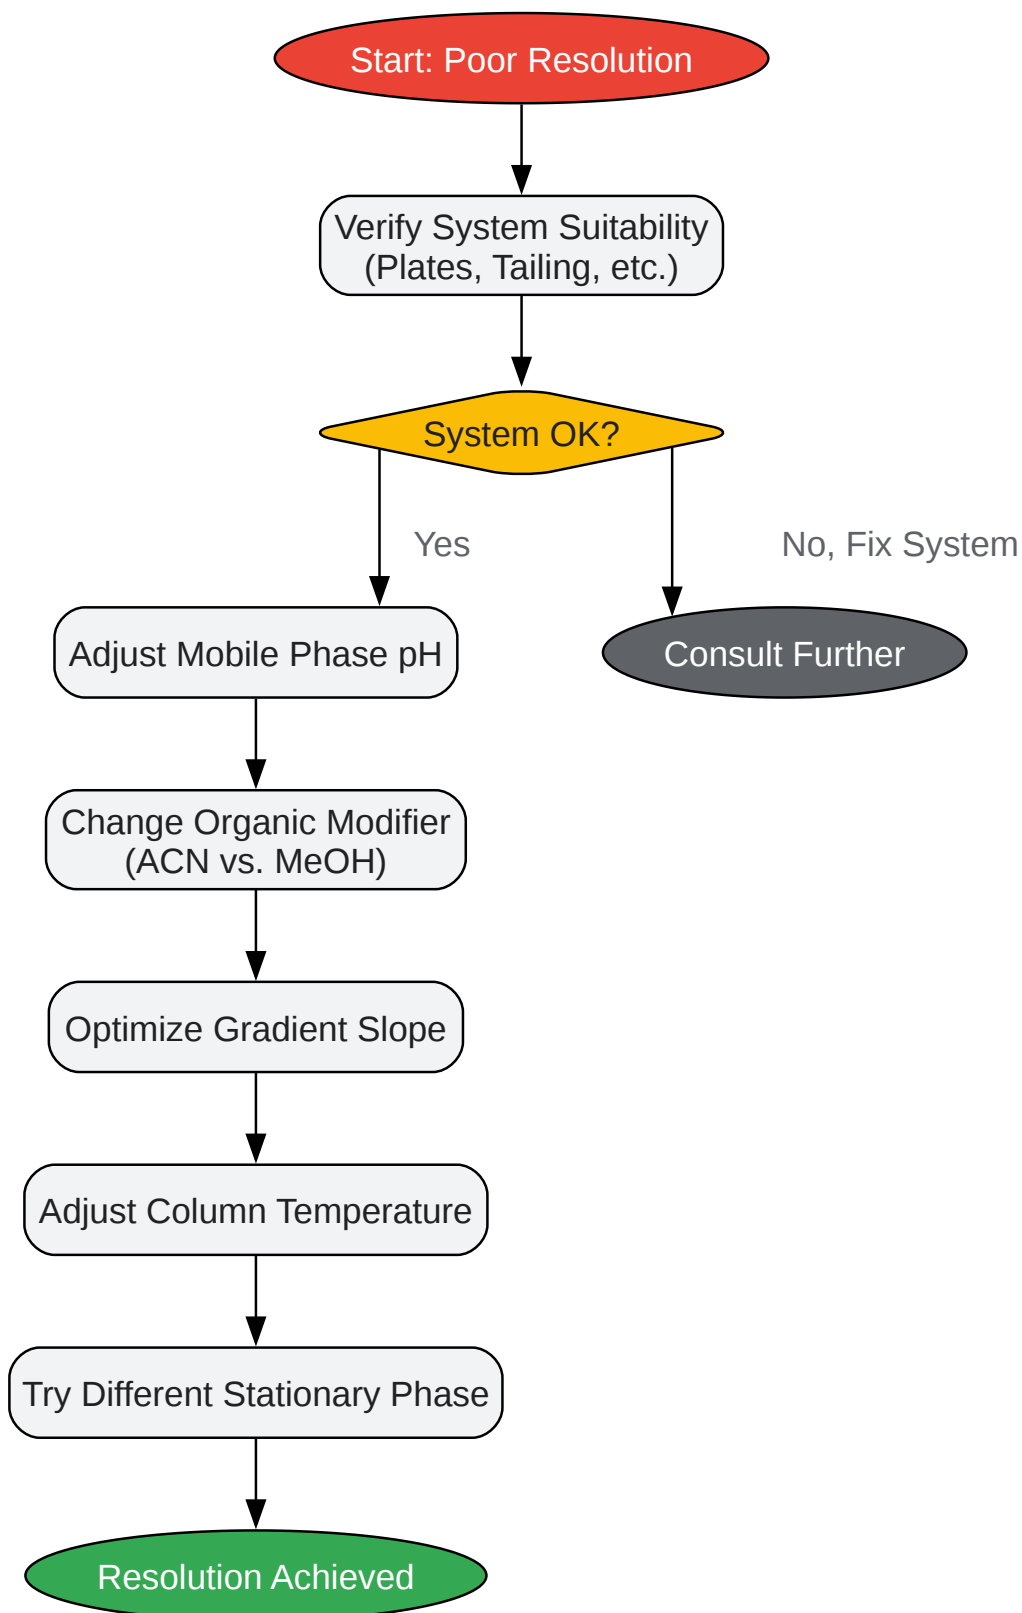 Start: Poor Resolution
Verify System Suitability
(Plates, Tailing, etc.)
System OK?
Yes
No, Fix System
Adjust Mobile Phase pH
Consult Further
Change Organic Modifier
(ACN vs. MeOH)
Optimize Gradient Slope
Adjust Column Temperature
Try Different Stationary Phase
Resolution Achieved